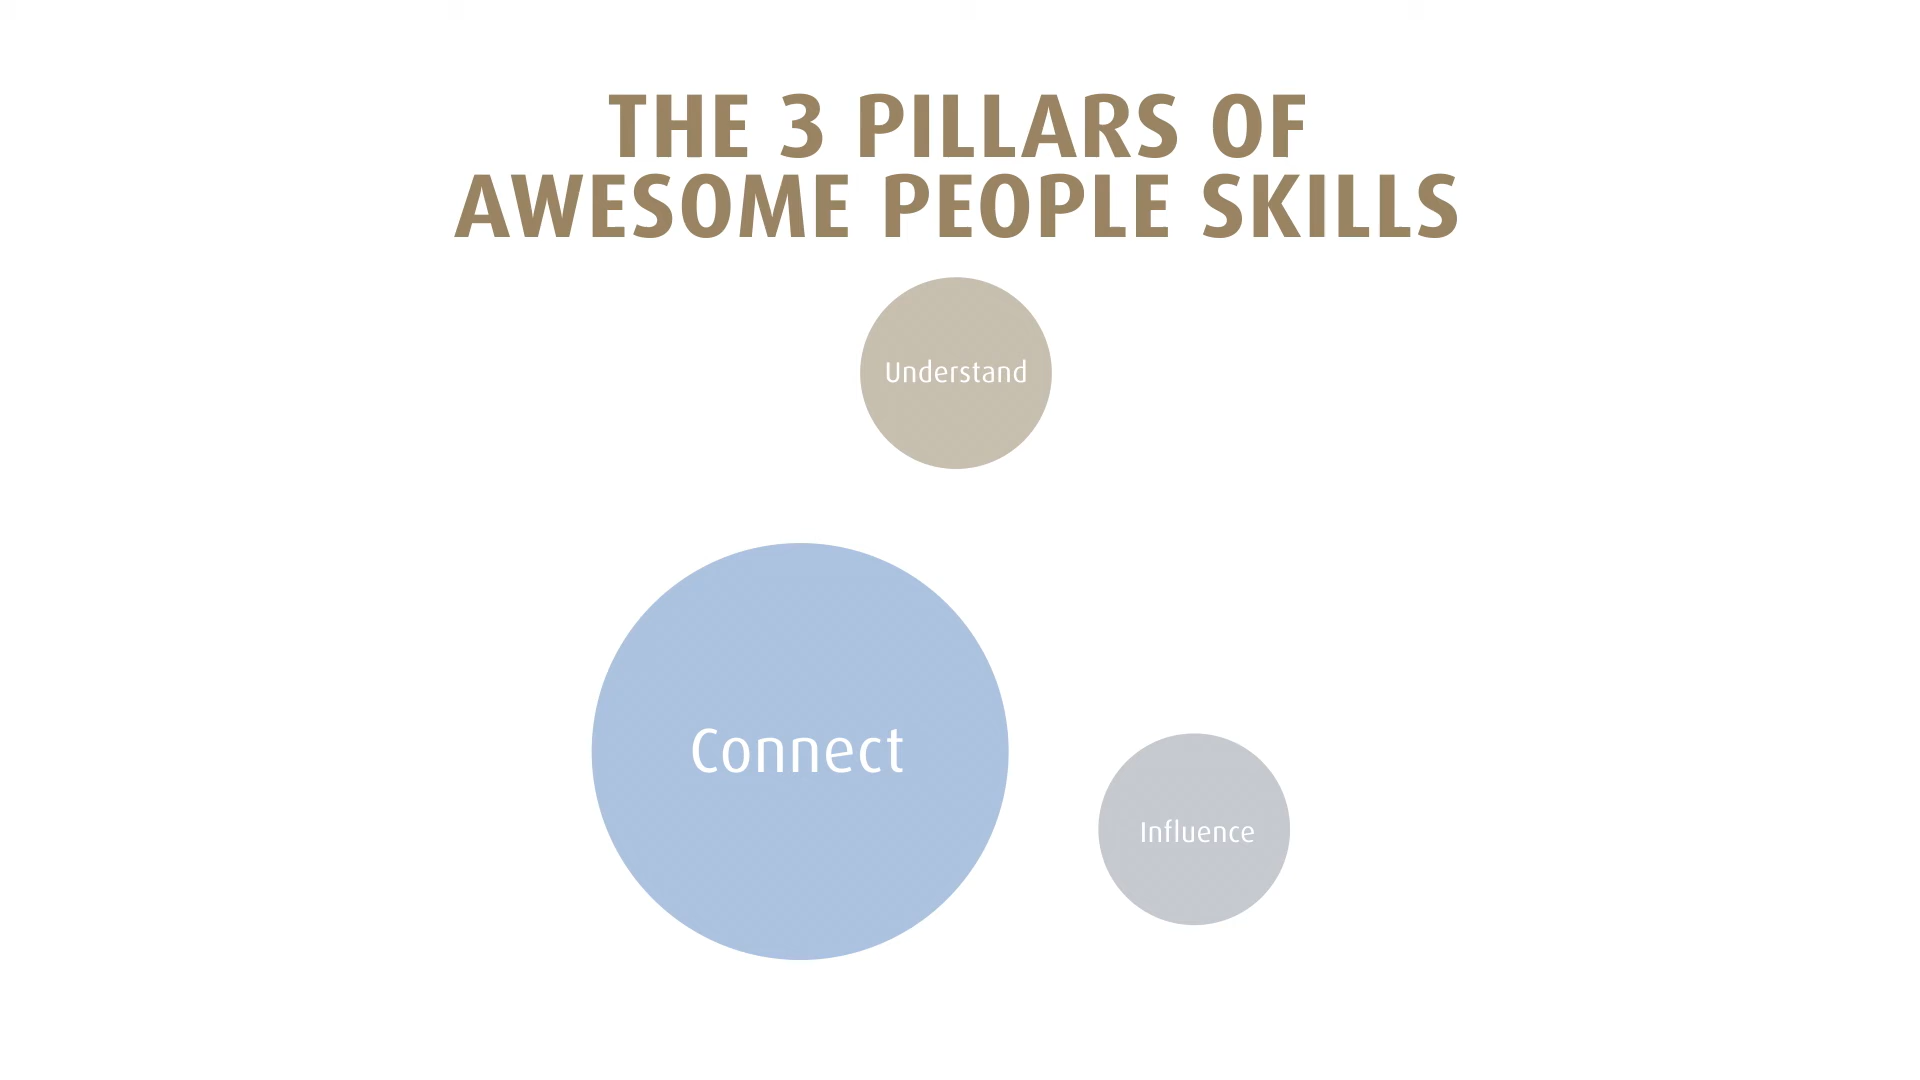 THE 3 PILLARS OF
AWESOME PEOPLE SKILLS
Understand
Connect
Influence